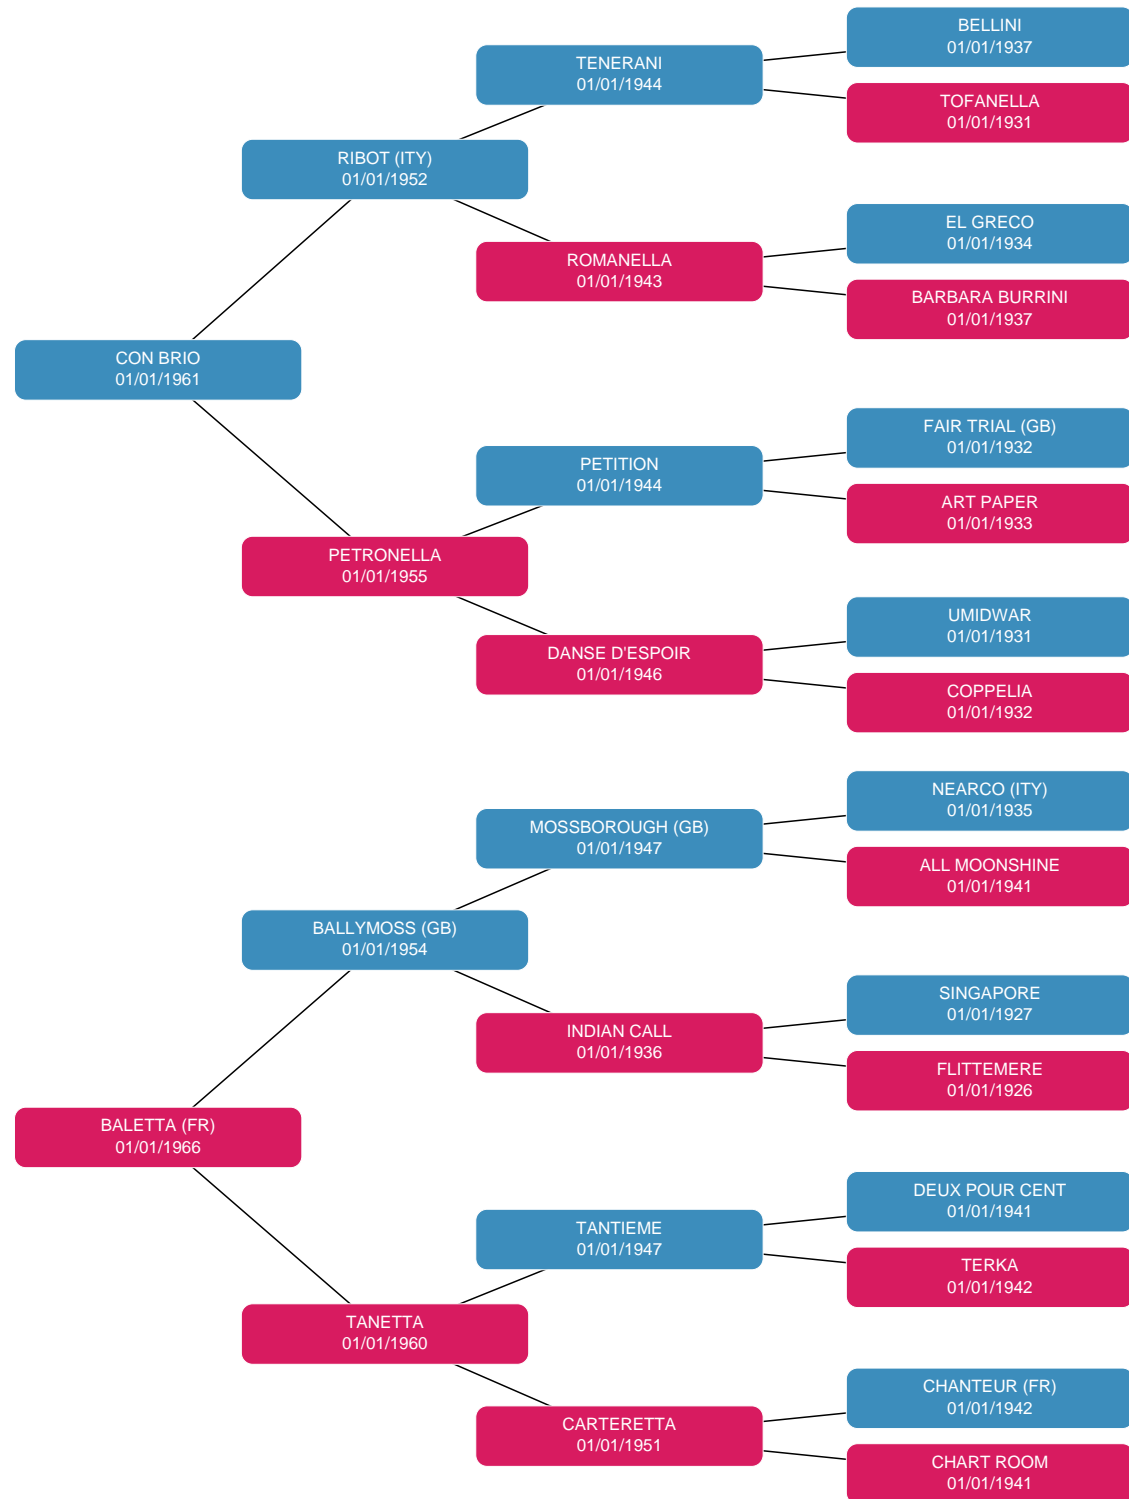 BELLINI
01/01/1937
TENERANI
01/01/1944
TOFANELLA
01/01/1931
RIBOT (ITY)
01/01/1952
EL GRECO
01/01/1934
ROMANELLA
01/01/1943
BARBARA BURRINI
01/01/1937
CON BRIO
01/01/1961
FAIR TRIAL (GB)
01/01/1932
PETITION
01/01/1944
ART PAPER
01/01/1933
PETRONELLA
01/01/1955
UMIDWAR
01/01/1931
DANSE D'ESPOIR
01/01/1946
COPPELIA
01/01/1932
NEARCO (ITY)
01/01/1935
MOSSBOROUGH (GB)
01/01/1947
ALL MOONSHINE
01/01/1941
BALLYMOSS (GB)
01/01/1954
SINGAPORE
01/01/1927
INDIAN CALL
01/01/1936
FLITTEMERE
01/01/1926
BALETTA (FR)
01/01/1966
DEUX POUR CENT
01/01/1941
TANTIEME
01/01/1947
TERKA
01/01/1942
TANETTA
01/01/1960
CHANTEUR (FR)
01/01/1942
CARTERETTA
01/01/1951
CHART ROOM
01/01/1941